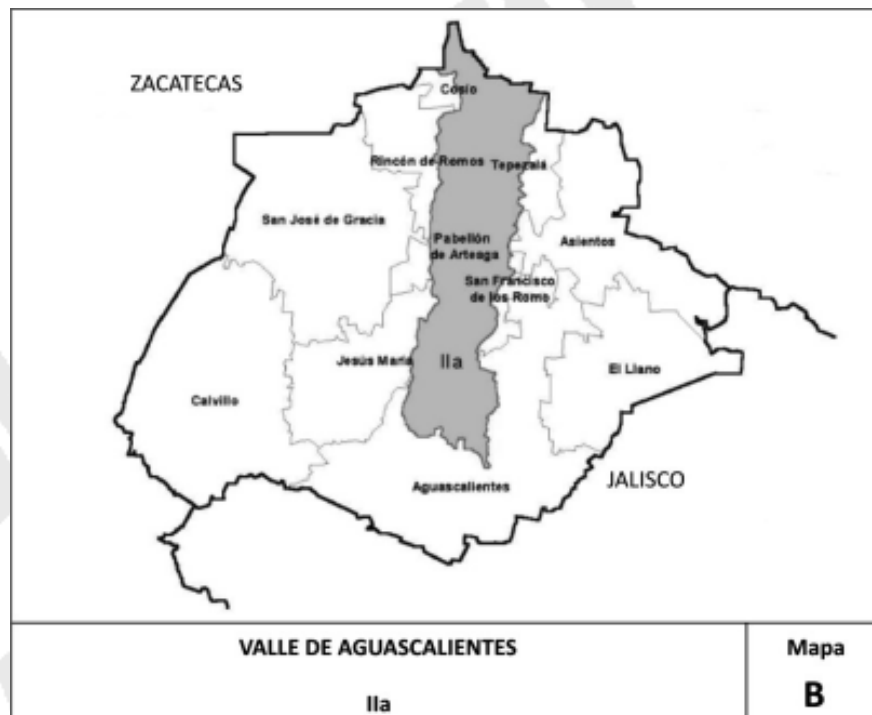 ZACATECAS
Cosío
Rincón de Romos
Tepezalá
San José de Gracia
Pabellón
de Arteaga
Asientos
San Francisco
de los Romo
Jesús María
IIa
El Llano
Calvillo
Aguascalientes
JALISCO
VALLE DE AGUASCALIENTES
IIa
Mapa
B